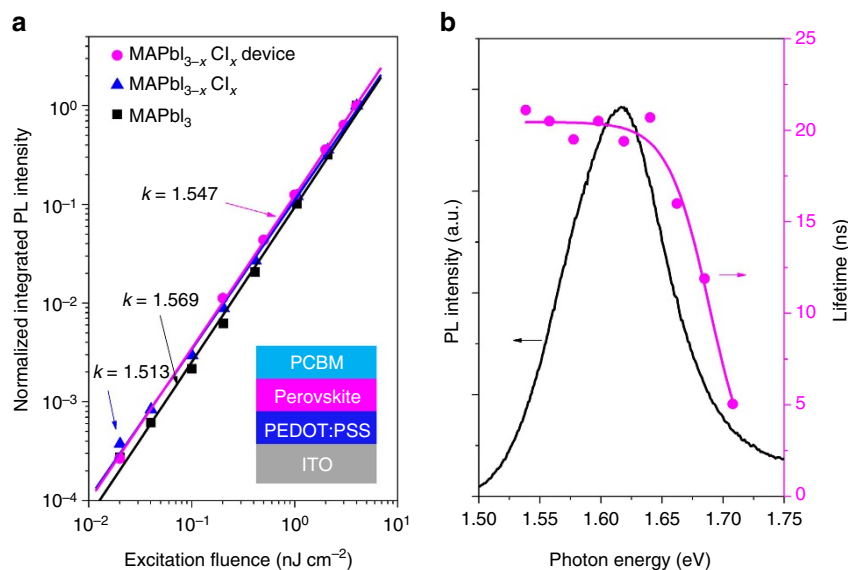 a
MAPbI3–x CIx device
MAPbI3–x CIx
MAPbI3
Normalized integrated PL intensity
10^0
10^–1
10^–2
10^–3
10^–4
k = 1.547
k = 1.569
k = 1.513
PCBM
Perovskite
PEDOT:PSS
ITO
10^–2 10^–1 10^0 10^1
Excitation fluence (nJ cm^–2)
b
PL intensity (a.u.)
25
20
15
10
5
0
Lifetime (ns)
1.50 1.55 1.60 1.65 1.70 1.75
Photon energy (eV)